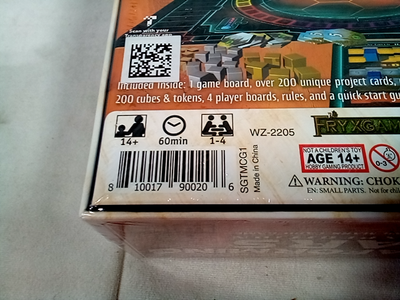 Scan with your
Included inside: 1 game board, over 200 unique project cards,
200 cubes & tokens, 4 player boards, rules, and a quick start gu
14+
60min
1-4
WZ-2205
FRYXGAM
8 10017 90020 6
SGTMCG1
Made in China
NOT A CHILDREN'S TOY
AGE 14+
HOBBY GAMING PRODUCT
0-3
WARNING: CHOK
EN: SMALL PARTS. Not for chi